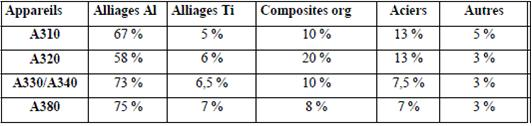 Appareils Alliages Al Alliages Ti Composites org Aciers Autres
A310 67 % 5 % 10 % 13 % 5 %
A320 58 % 6 % 20 % 13 % 3 %
A330/A340 73 % 6,5 % 10 % 7,5 % 3 %
A380 75 % 7 % 8 % 7 % 3 %